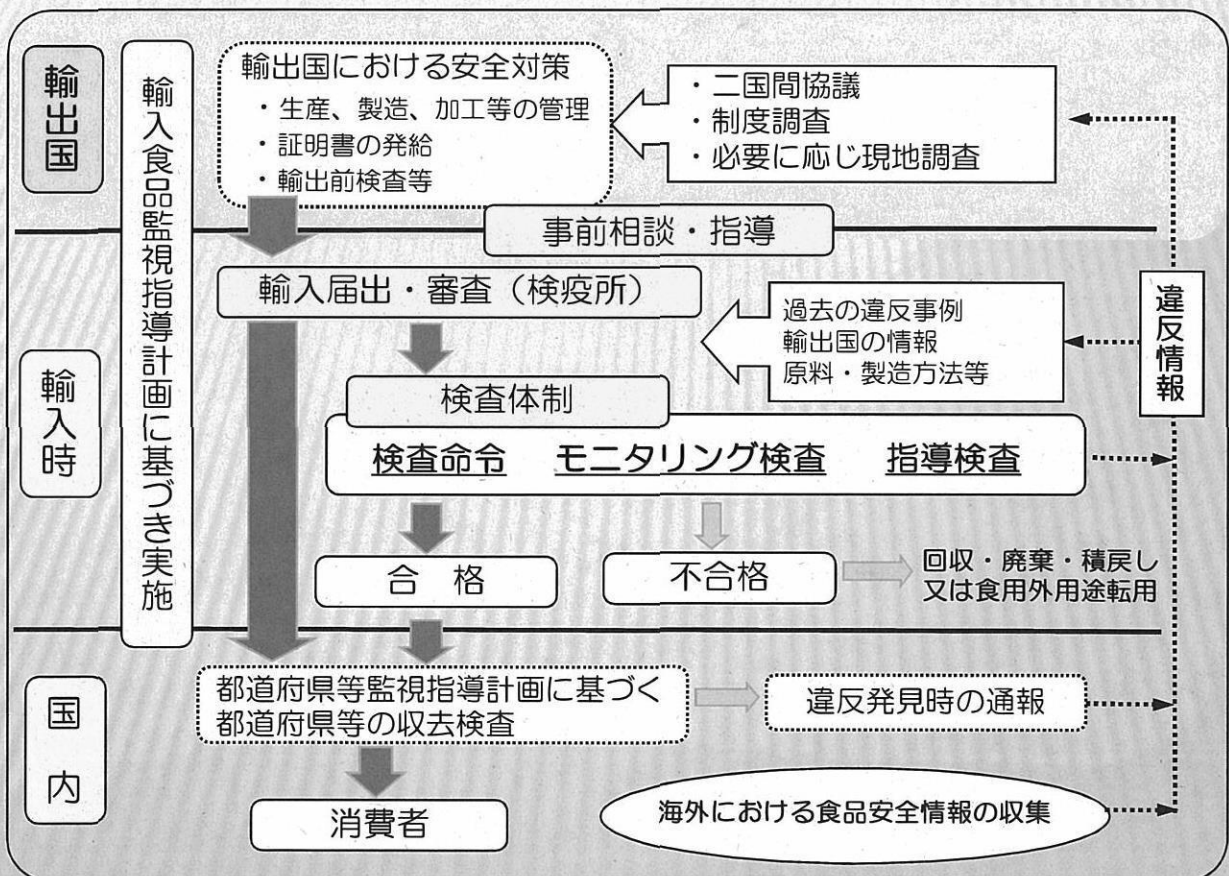 輸出国
輸入食品監視指導計画に基づき実施
輸出国における安全対策
・生産、製造、加工等の管理
・証明書の発給
・輸出前検査等
・二国間協議
・制度調査
・必要に応じ現地調査
事前相談・指導
輸入時
輸入届出・審査（検疫所）
過去の違反事例
輸出国の情報
原料・製造方法等
違反情報
検査体制
検査命令 モニタリング検査 指導検査
合格
不合格
回収・廃棄・積戻し
又は食用外用途転用
国内
都道府県等監視指導計画に基づく
都道府県等の収去検査
違反発見時の通報
消費者
海外における食品安全情報の収集